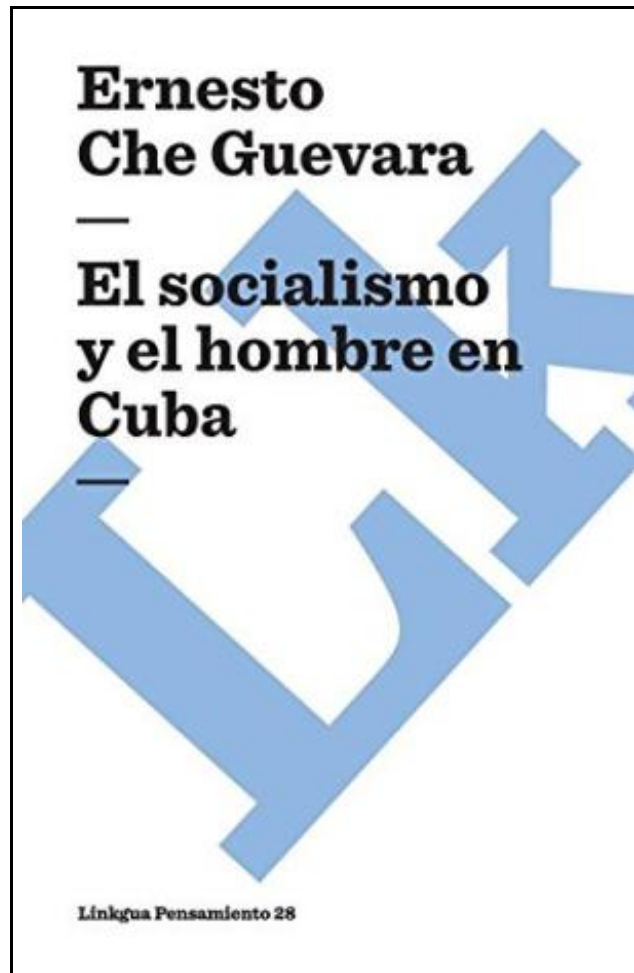 Ernesto
Che Guevara
—
El socialismo
y el hombre en
Cuba
—
Linkgua Pensamiento 28